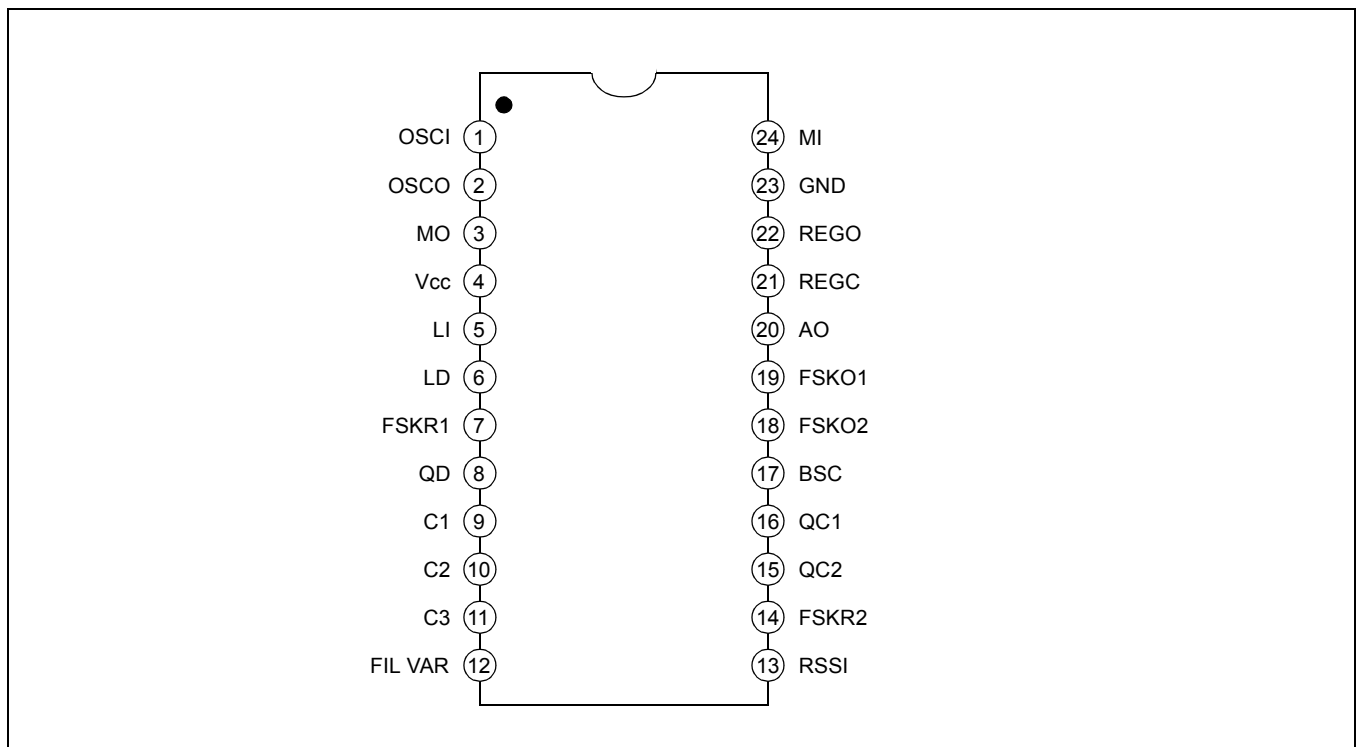 OSCI 1 24 MI
OSCO 2 23 GND
MO 3 22 REGO
Vcc 4 21 REGC
LI 5 20 AO
LD 6 19 FSKO1
FSKR1 7 18 FSKO2
QD 8 17 BSC
C1 9 16 QC1
C2 10 15 QC2
C3 11 14 FSKR2
FIL VAR 12 13 RSSI